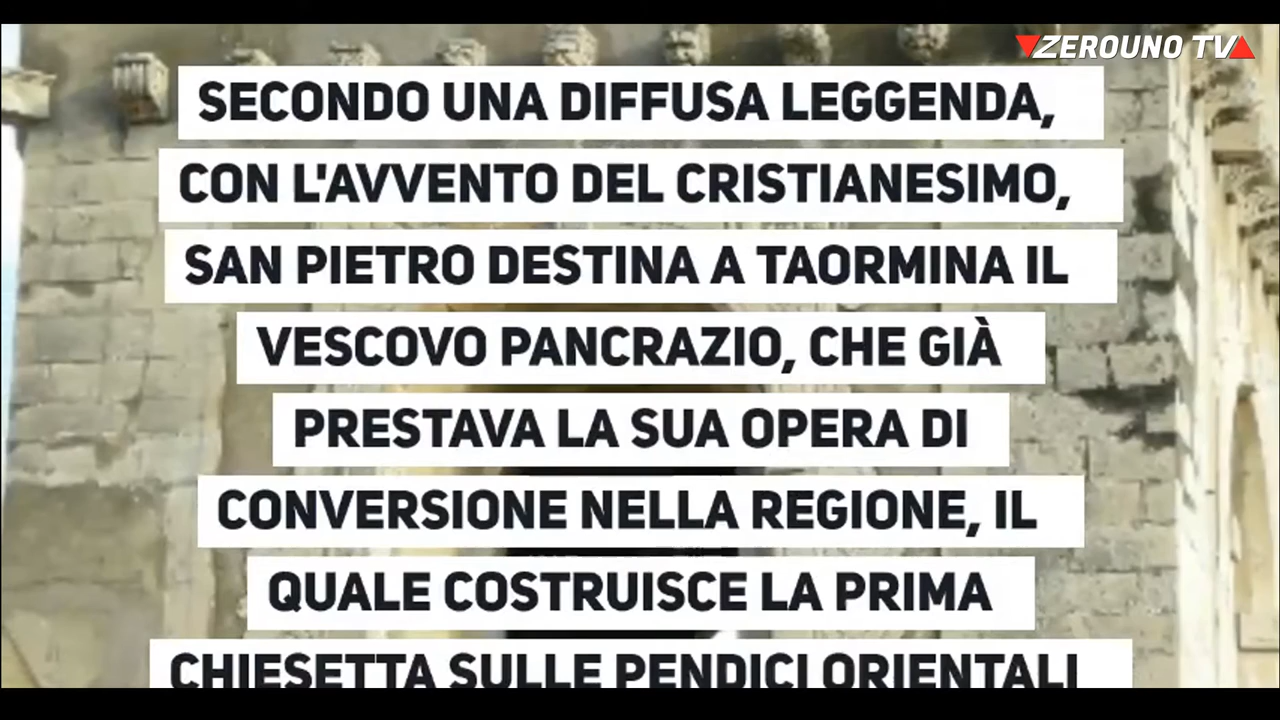 ZEROUNO TV
SECONDO UNA DIFFUSA LEGGENDA,
CON L'AVVENTO DEL CRISTIANESIMO,
SAN PIETRO DESTINA A TAORMINA IL
VESCOVO PANCRAZIO, CHE GIÀ
PRESTAVA LA SUA OPERA DI
CONVERSIONE NELLA REGIONE, IL
QUALE COSTRUISCE LA PRIMA
CHIESETTA SULLE PENDICI ORIENTALI